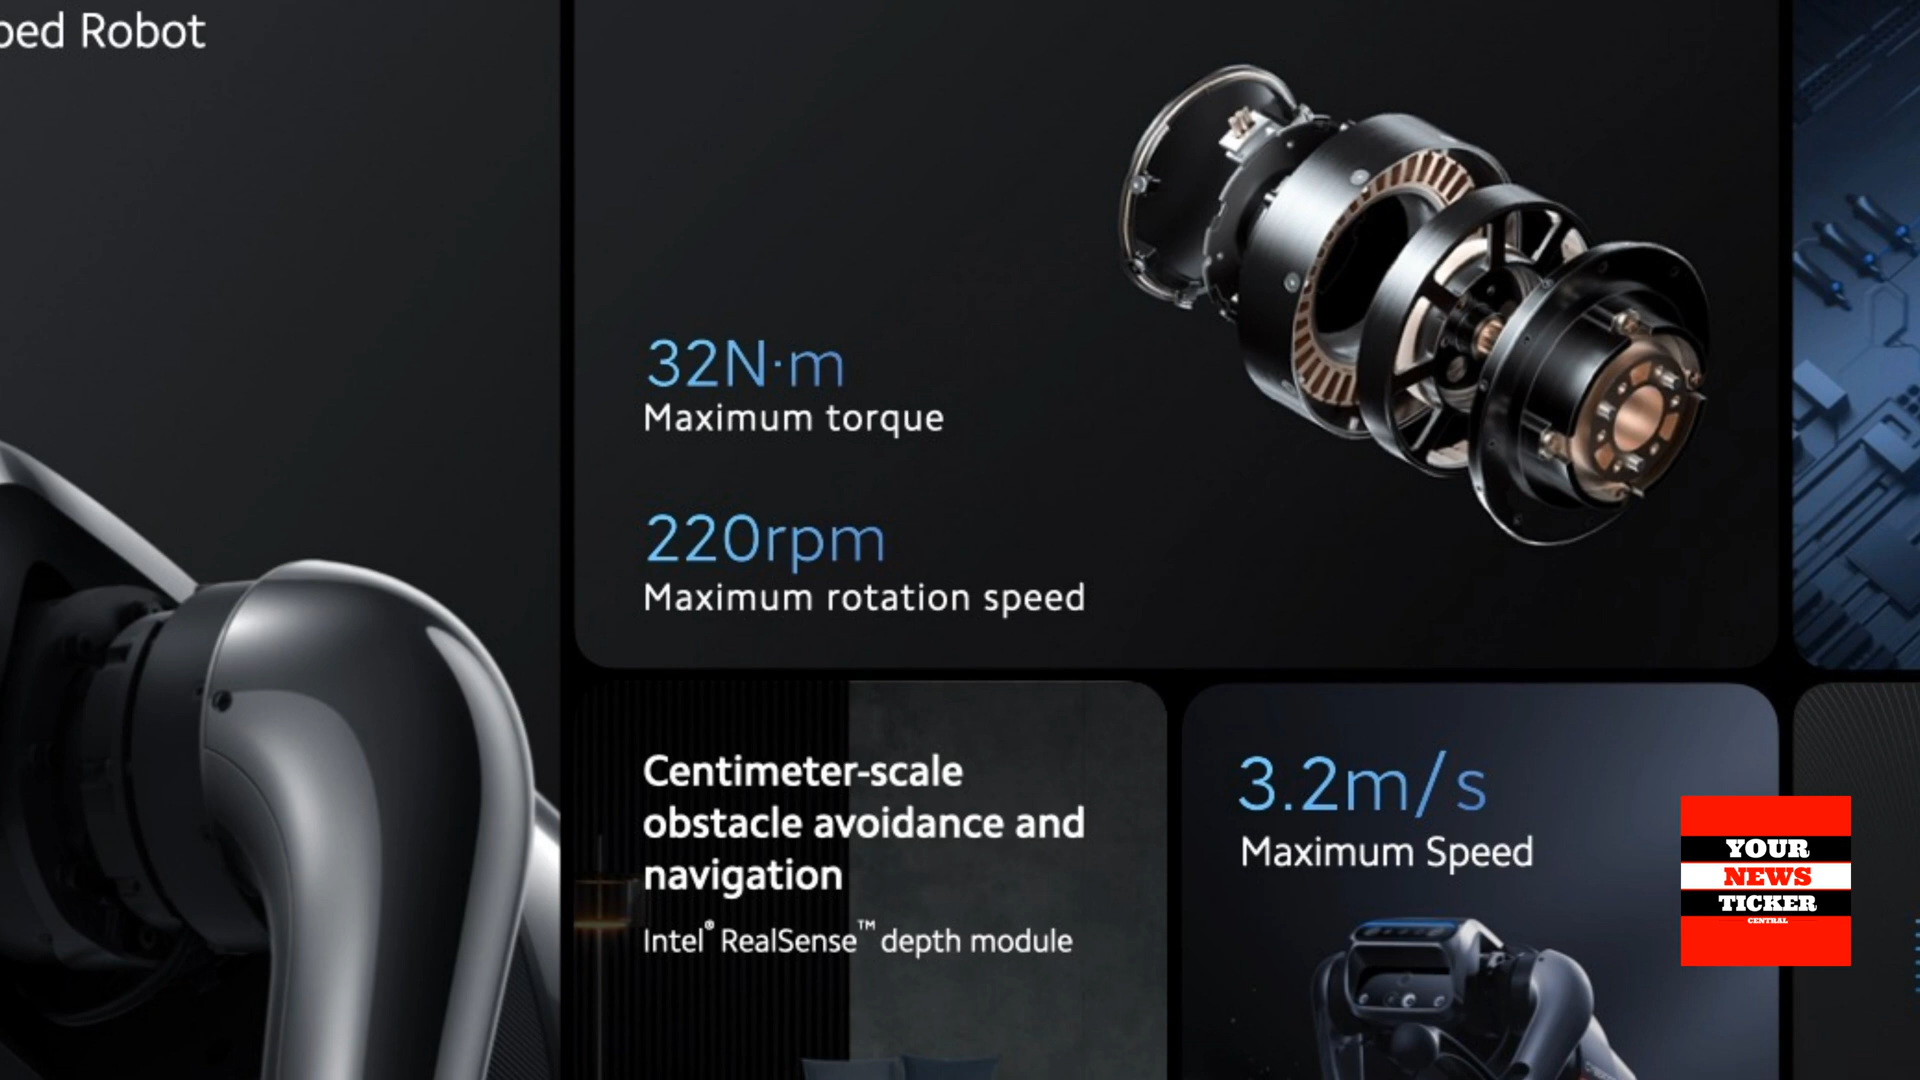 Robot
32N·m
Maximum torque
220rpm
Maximum rotation speed
Centimeter-scale
obstacle avoidance and
navigation
Intel® RealSense™ depth module
3.2m/s
Maximum Speed
YOUR
NEWS
TICKER
CENTRAL